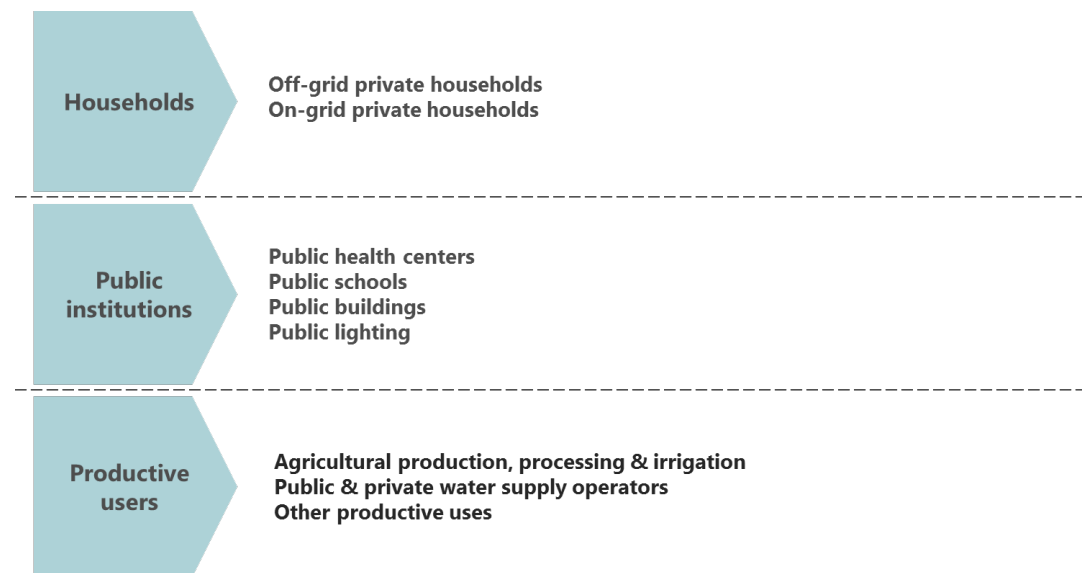 Households
Off-grid private households
On-grid private households
Public
institutions
Public health centers
Public schools
Public buildings
Public lighting
Productive
users
Agricultural production, processing & irrigation
Public & private water supply operators
Other productive uses